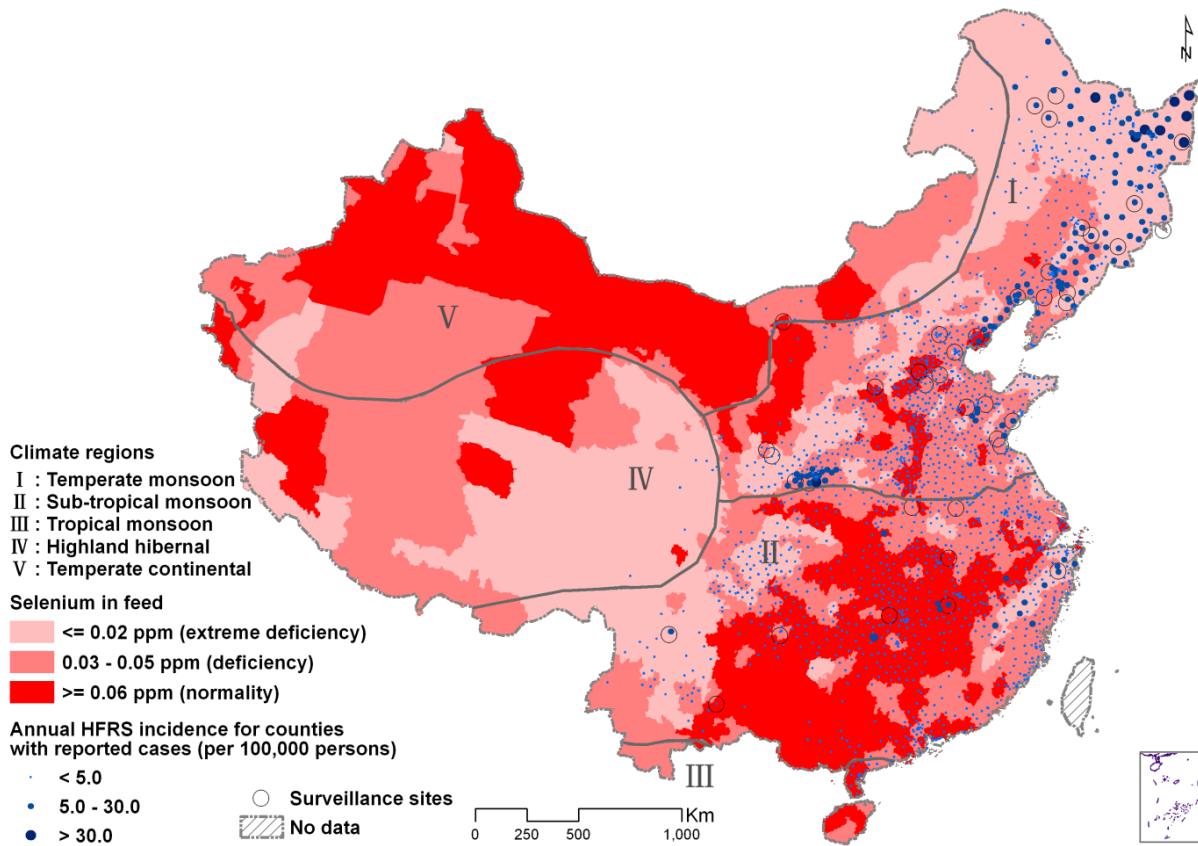 N
I
V
IV
II
III
Climate regions
I : Temperate monsoon
II : Sub-tropical monsoon
III : Tropical monsoon
IV : Highland hibernal
V : Temperate continental
Selenium in feed
<= 0.02 ppm (extreme deficiency)
0.03 - 0.05 ppm (deficiency)
>= 0.06 ppm (normality)
Annual HFRS incidence for counties
with reported cases (per 100,000 persons)
< 5.0
5.0 - 30.0
> 30.0
Surveillance sites
No data
Km
0 250 500 1,000